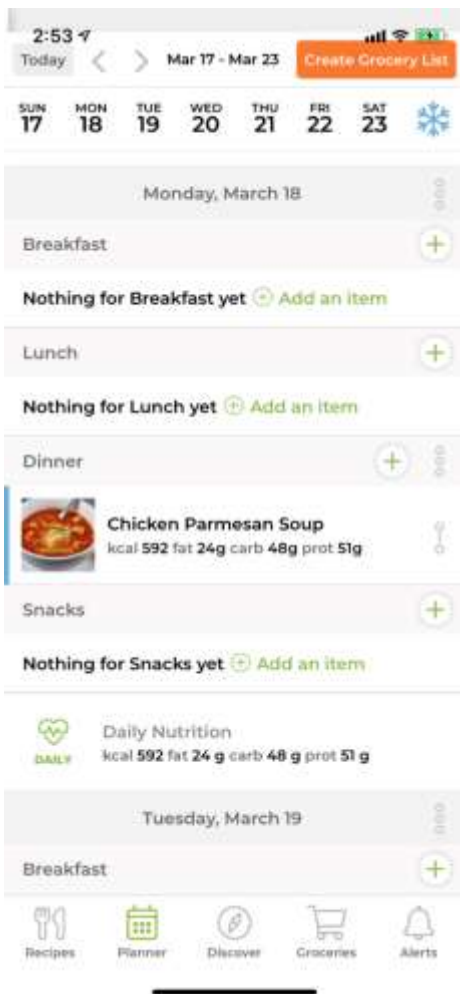 2:53
Today Mar 17 - Mar 23 Create Grocery List
SUN MON TUE WED THU FRI SAT
17 18 19 20 21 22 23
Monday, March 18
Breakfast
Nothing for Breakfast yet Add an item
Lunch
Nothing for Lunch yet Add an item
Dinner
Chicken Parmesan Soup
kcal 592 fat 24g carb 48g prot 51g
Snacks
Nothing for Snacks yet Add an item
Daily Nutrition
DAILY kcal 592 fat 24 g carb 48 g prot 51 g
Tuesday, March 19
Breakfast
Recipes Planner Discover Groceries Alerts